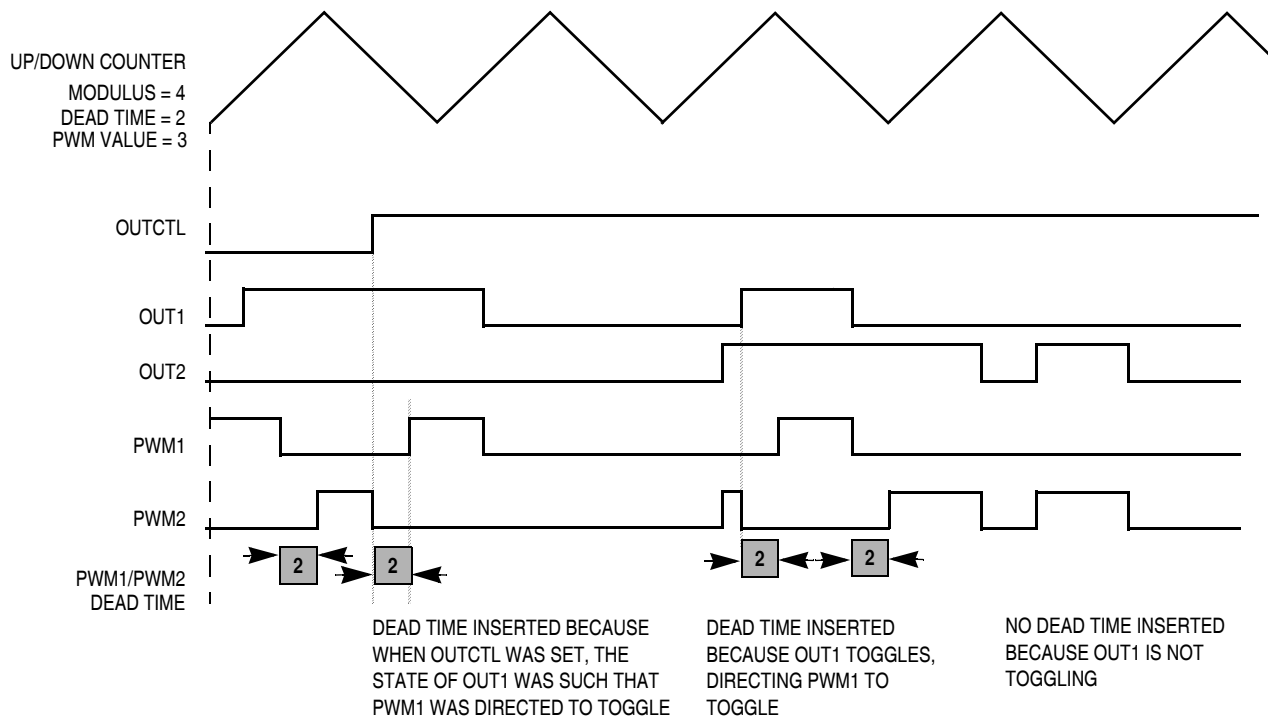 UP/DOWN COUNTER
MODULUS = 4
DEAD TIME = 2
PWM VALUE = 3
OUTCTL
OUT1
OUT2
PWM1
PWM2
PWM1/PWM2
DEAD TIME
2
2
2
2
DEAD TIME INSERTED BECAUSE
WHEN OUTCTL WAS SET, THE
STATE OF OUT1 WAS SUCH THAT
PWM1 WAS DIRECTED TO TOGGLE
DEAD TIME INSERTED
BECAUSE OUT1 TOGGLES,
DIRECTING PWM1 TO
TOGGLE
NO DEAD TIME INSERTED
BECAUSE OUT1 IS NOT
TOGGLING